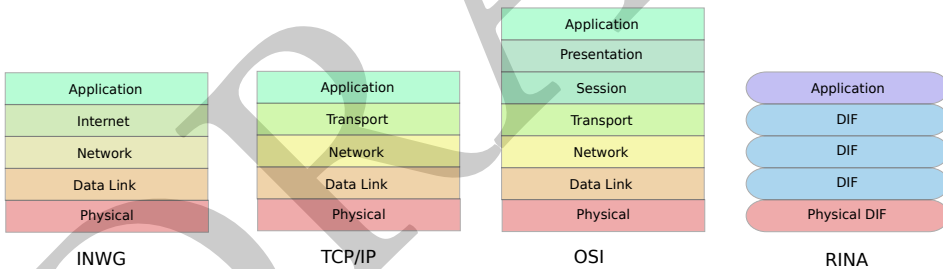 Application
Internet
Network
Data Link
Physical
INWG
Application
Transport
Network
Data Link
Physical
TCP/IP
Application
Presentation
Session
Transport
Network
Data Link
Physical
OSI
Application
DIF
DIF
DIF
Physical DIF
RINA